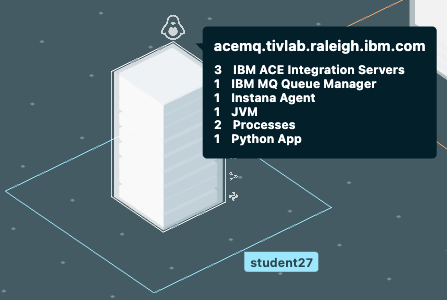 acemq.tivlab.raleigh.ibm.com
3 IBM ACE Integration Servers
1 IBM MQ Queue Manager
1 Instana Agent
1 JVM
2 Processes
1 Python App
student27